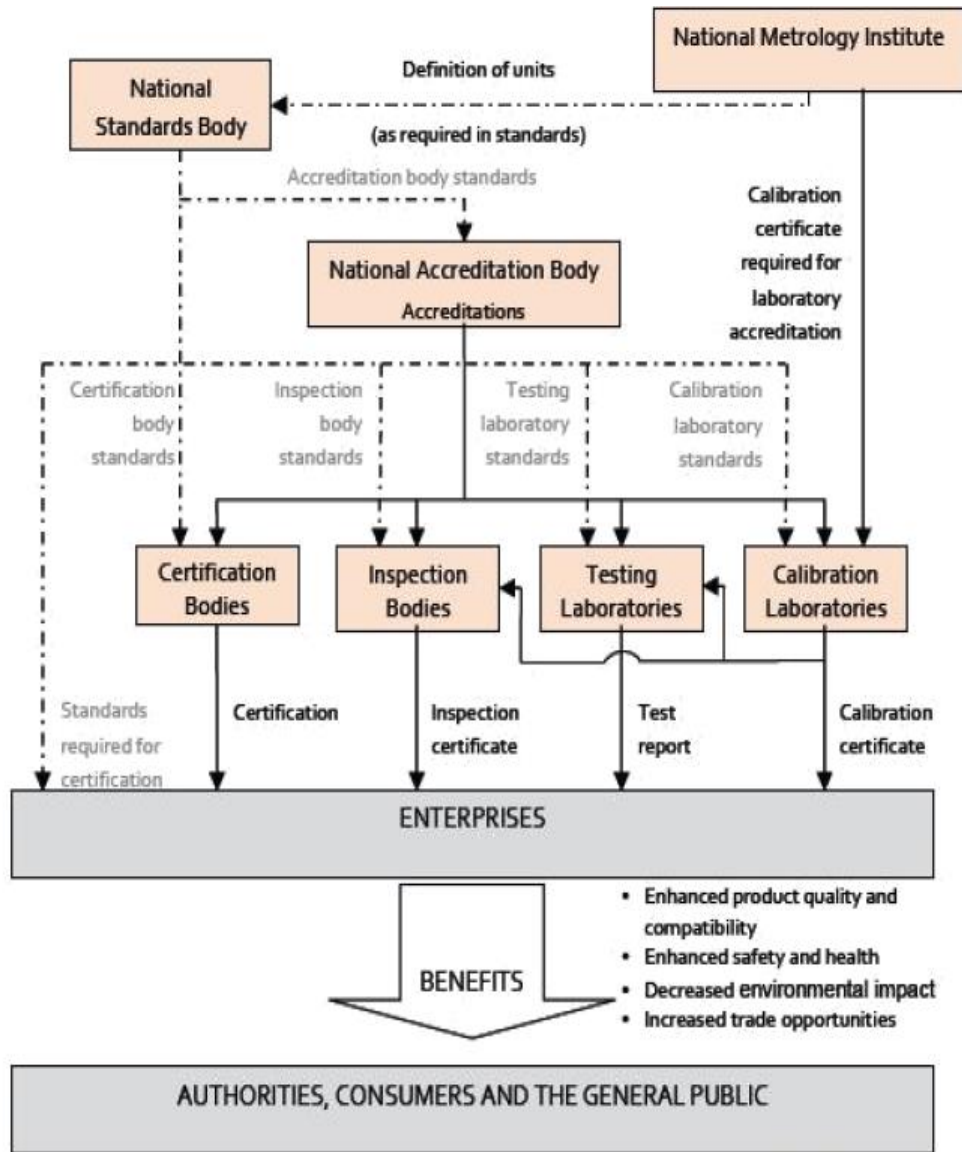 National Metrology Institute
Definition of units
National
Standards Body
(as required in standards)
Accreditation body standards
Calibration
certificate
required for
laboratory
accreditation
National Accreditation Body
Accreditations
Certification
body
standards
Inspection
body
standards
Testing
laboratory
standards
Calibration
laboratory
standards
Certification
Bodies
Inspection
Bodies
Testing
Laboratories
Calibration
Laboratories
Standards
required for
certification
Certification
Inspection
certificate
Test
report
Calibration
certificate
ENTERPRISES
BENEFITS
• Enhanced product quality and
compatibility
• Enhanced safety and health
• Decreased environmental impact
• Increased trade opportunities
AUTHORITIES, CONSUMERS AND THE GENERAL PUBLIC